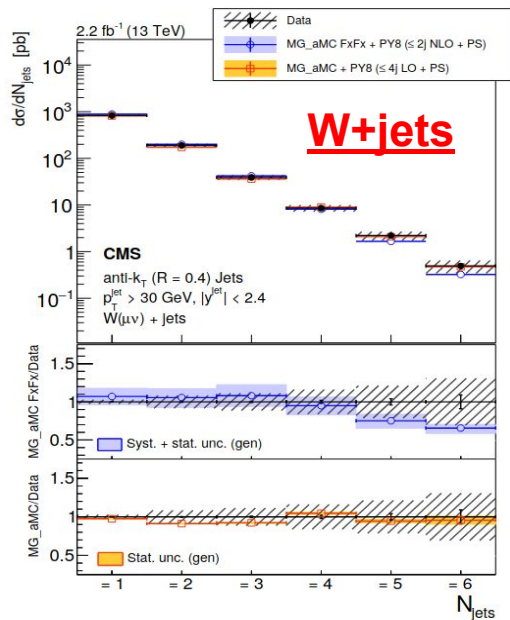 2.2 fb⁻¹ (13 TeV)
Data
MG_aMC FxFx + PY8 (≤ 2j NLO + PS)
MG_aMC + PY8 (≤ 4j LO + PS)
W+jets
dσ/dN_jets [pb]
10⁴
10³
10²
10
1
10⁻¹
CMS
anti-k_T (R = 0.4) Jets
p_T^jet > 30 GeV, |y^jet| < 2.4
W(μν) + jets
MG_aMC FxFx/Data
1.5
1
0.5
Syst. + stat. unc. (gen)
MG_aMC/Data
1.5
1
0.5
Stat. unc. (gen)
= 1 = 2 = 3 = 4 = 5 = 6
N_jets